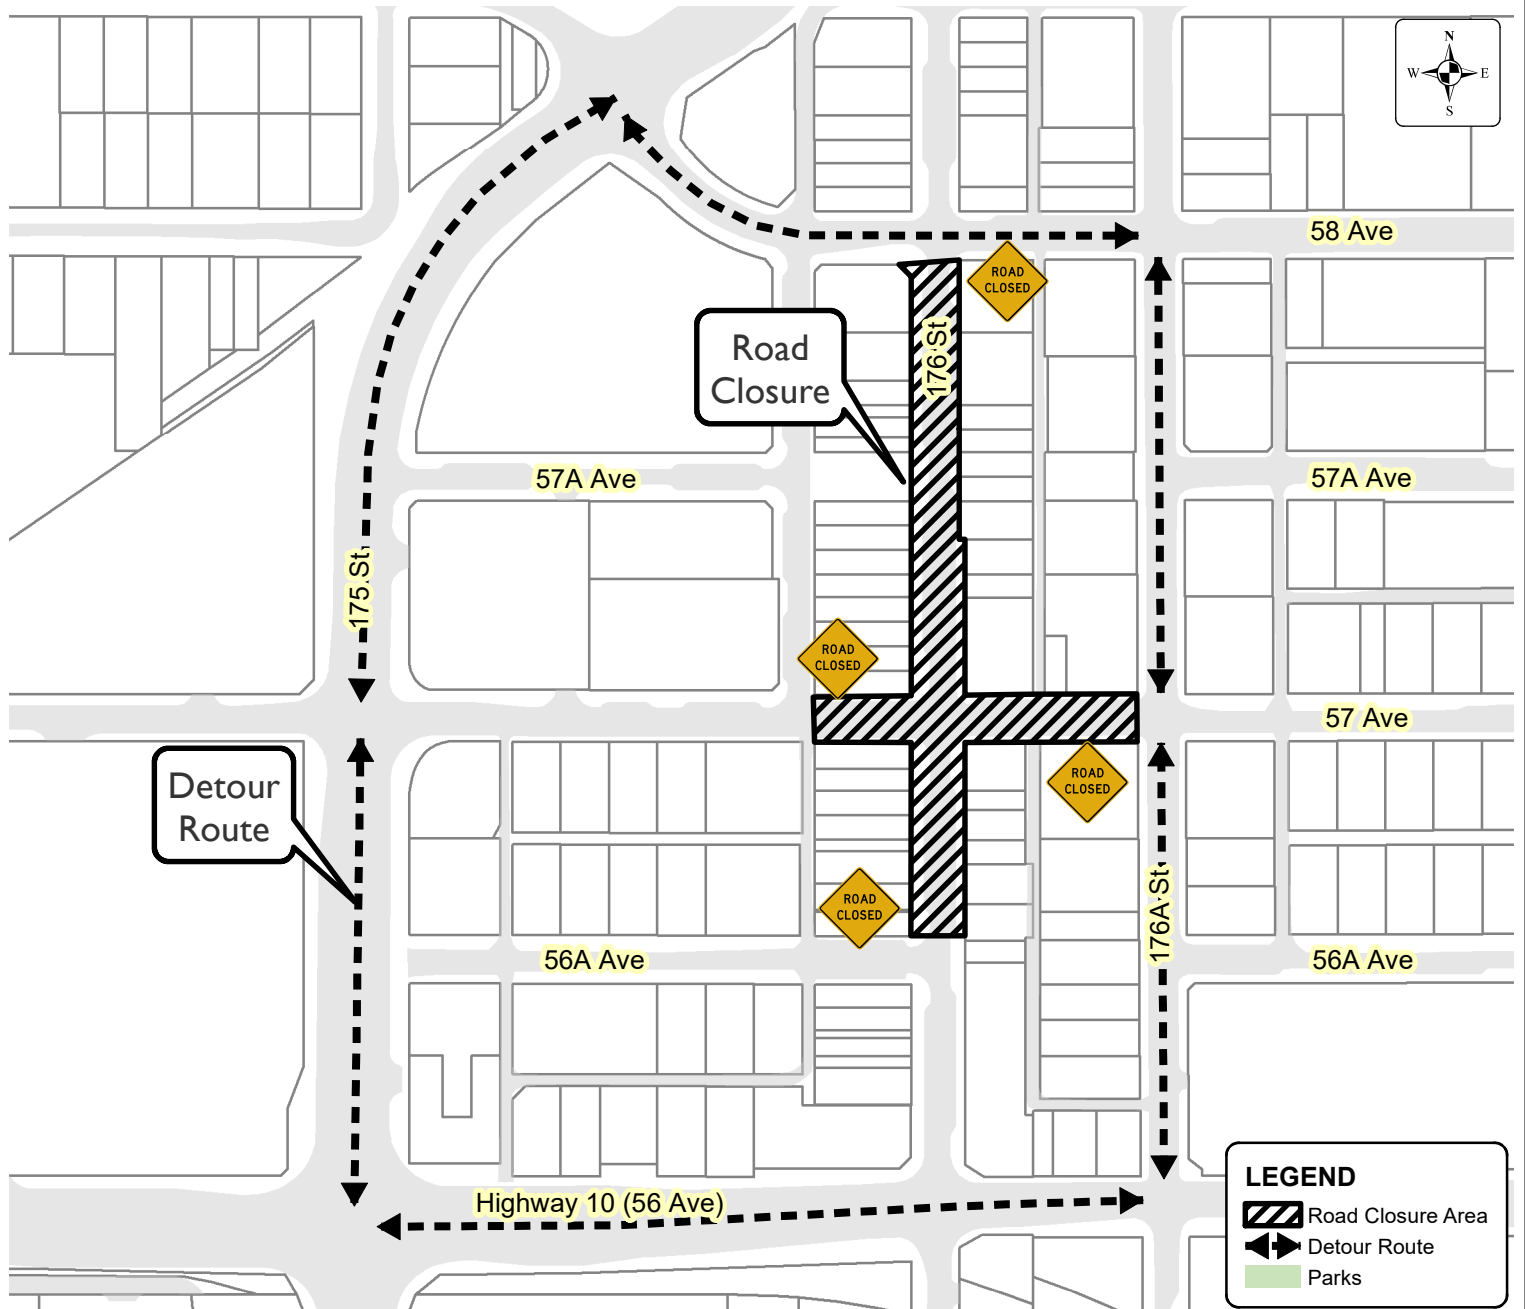 N
W E
S
58 Ave
ROAD
CLOSED
176 St
Road
Closure
57A Ave
57A Ave
175 St
ROAD
CLOSED
57 Ave
Detour
Route
ROAD
CLOSED
176A St
ROAD
CLOSED
56A Ave
56A Ave
Highway 10 (56 Ave)
LEGEND
Road Closure Area
Detour Route
Parks